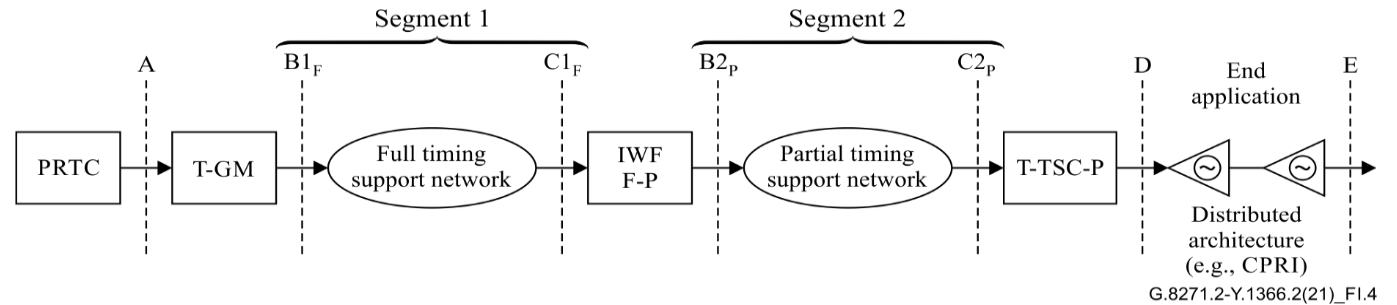 Segment 1
Segment 2
A
B1F
C1F
B2P
C2P
D
End
application
E
PRTC
T-GM
Full timing
support network
IWF
F-P
Partial timing
support network
T-TSC-P
Distributed
architecture
(e.g., CPRI)
G.8271.2-Y.1366.2(21)_FI.4